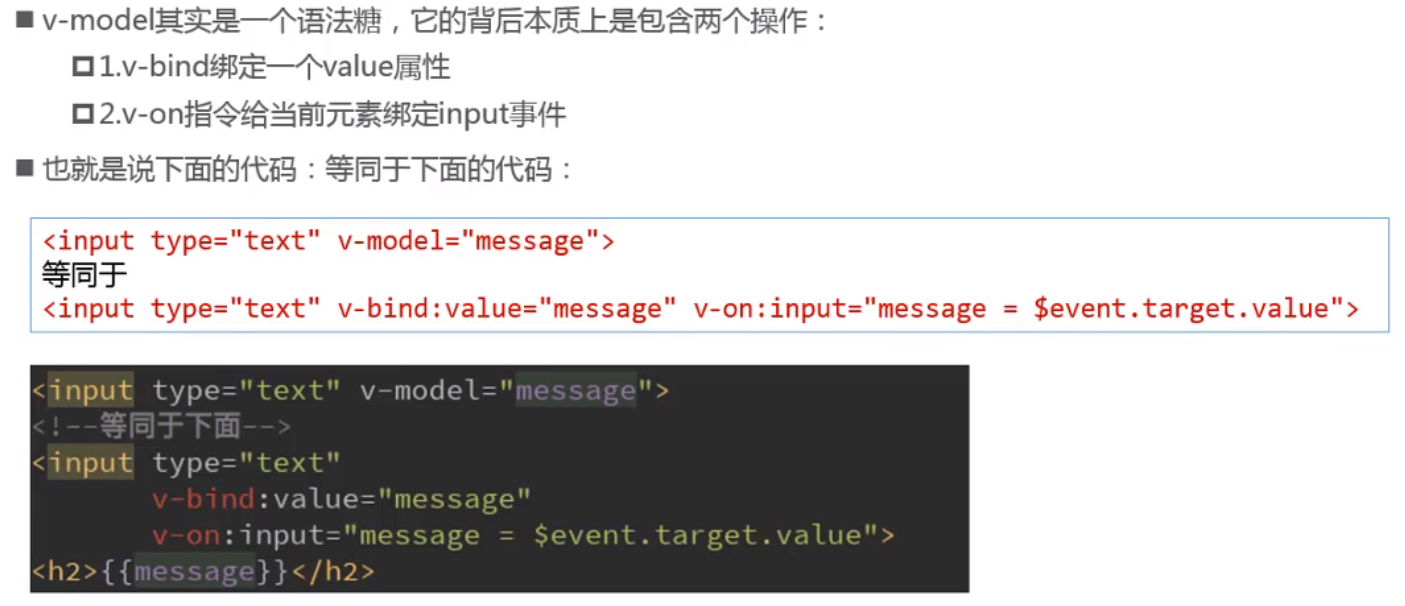 v-model其实是一个语法糖，它的背后本质上是包含两个操作：
1.v-bind绑定一个value属性
2.v-on指令给当前元素绑定input事件
也就是说下面的代码：等同于下面的代码：
<input type="text" v-model="message">
等同于
<input type="text" v-bind:value="message" v-on:input="message = $event.target.value">
<input type="text" v-model="message">
<!--等同于下面-->
<input type="text"
v-bind:value="message"
v-on:input="message = $event.target.value">
<h2>{{message}}</h2>